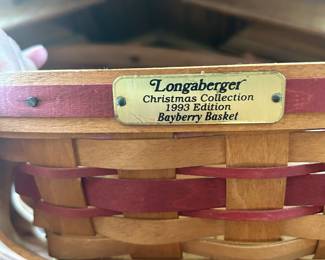 Longaberger
Christmas Collection
1993 Edition
Bayberry Basket